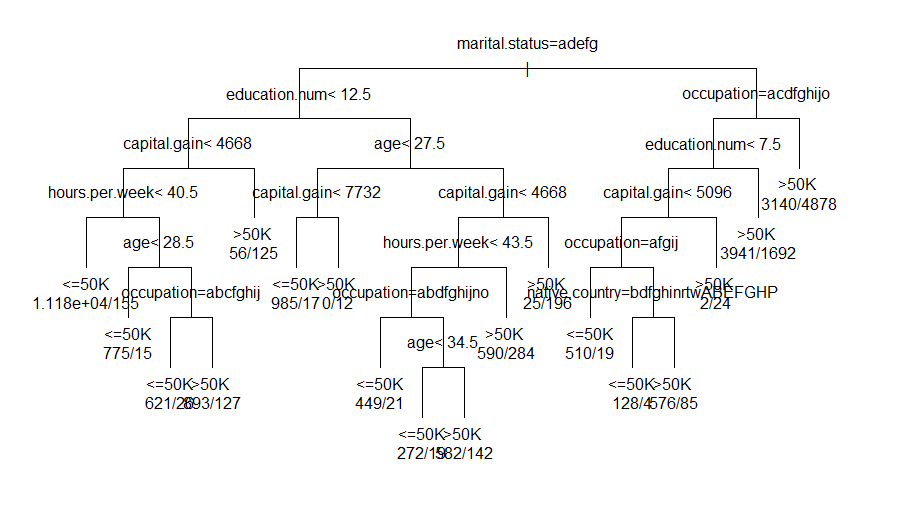 marital.status=adefg
education.num< 12.5
occupation=acdfghijo
capital.gain< 4668
age< 27.5
education.num< 7.5
hours.per.week< 40.5
capital.gain< 7732
capital.gain< 4668
capital.gain< 5096
>50K
3140/4878
age< 28.5
>50K
56/125
hours.per.week< 43.5
occupation=afgij
>50K
3941/1692
<=50K
1.118e+04/155
occupation=abcfghij
<=50K
985/17
>50K
0/12
occupation=abdfghijno
>50K
25/196
native.country=bdfghinrtwABEFGHP
>50K
2/24
<=50K
775/15
age< 34.5
>50K
590/284
<=50K
510/19
<=50K
621/20
>50K
893/127
<=50K
449/21
<=50K
128/4
>50K
576/85
<=50K
272/19
>50K
582/142